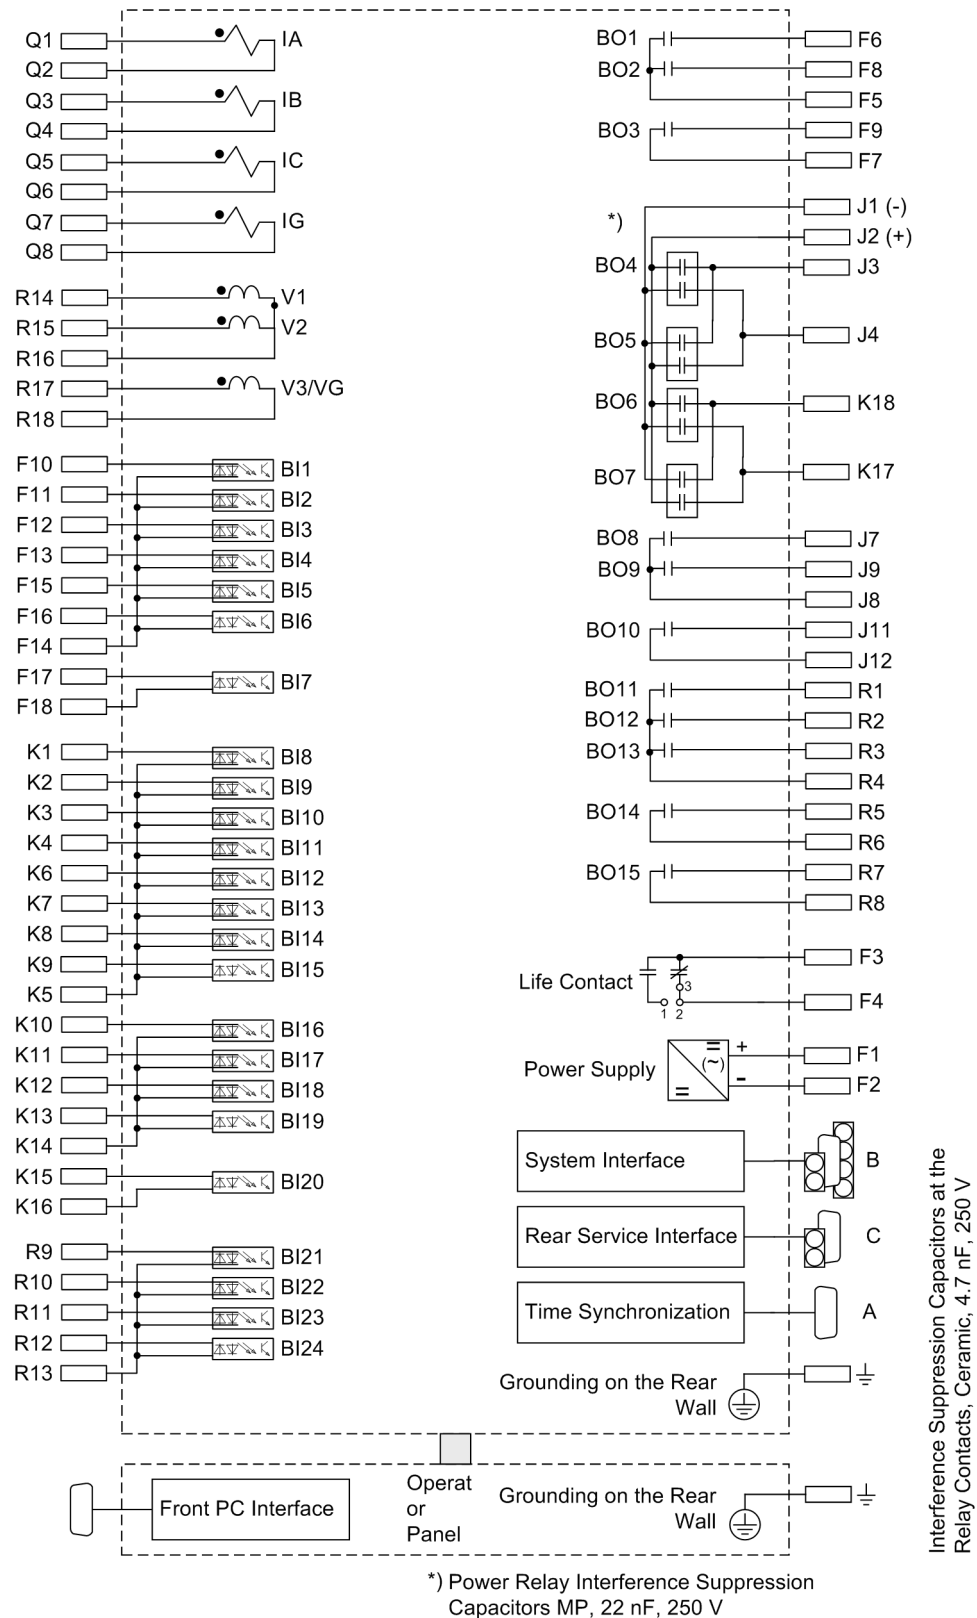 Q1 IA
Q2
Q3 IB
Q4
Q5 IC
Q6
Q7 IG
Q8
R14 V1
R15 V2
R16
R17 V3/VG
R18
F10 BI1
F11 BI2
F12 BI3
F13 BI4
F15 BI5
F16 BI6
F14
F17 BI7
F18
K1 BI8
K2 BI9
K3 BI10
K4 BI11
K6 BI12
K7 BI13
K8 BI14
K9 BI15
K5
K10 BI16
K11 BI17
K12 BI18
K13 BI19
K14
K15 BI20
K16
R9 BI21
R10 BI22
R11 BI23
R12 BI24
R13
BO1 F6
BO2 F8
F5
BO3 F9
F7
J1 (-)
*)
J2 (+)
BO4 J3
BO5 J4
BO6 K18
BO7 K17
BO8 J7
BO9 J9
J8
BO10 J11
J12
BO11 R1
BO12 R2
BO13 R3
R4
BO14 R5
R6
BO15 R7
R8
F3
Life Contact 3
1 2 F4
Power Supply = (~) = + F1
- F2
System Interface B
Rear Service Interface C
Time Synchronization A
Grounding on the Rear
Wall
Front PC Interface
Operat
or
Panel
Grounding on the Rear
Wall
*) Power Relay Interference Suppression
Capacitors MP, 22 nF, 250 V
Interference Suppression Capacitors at the
Relay Contacts, Ceramic, 4.7 nF, 250 V